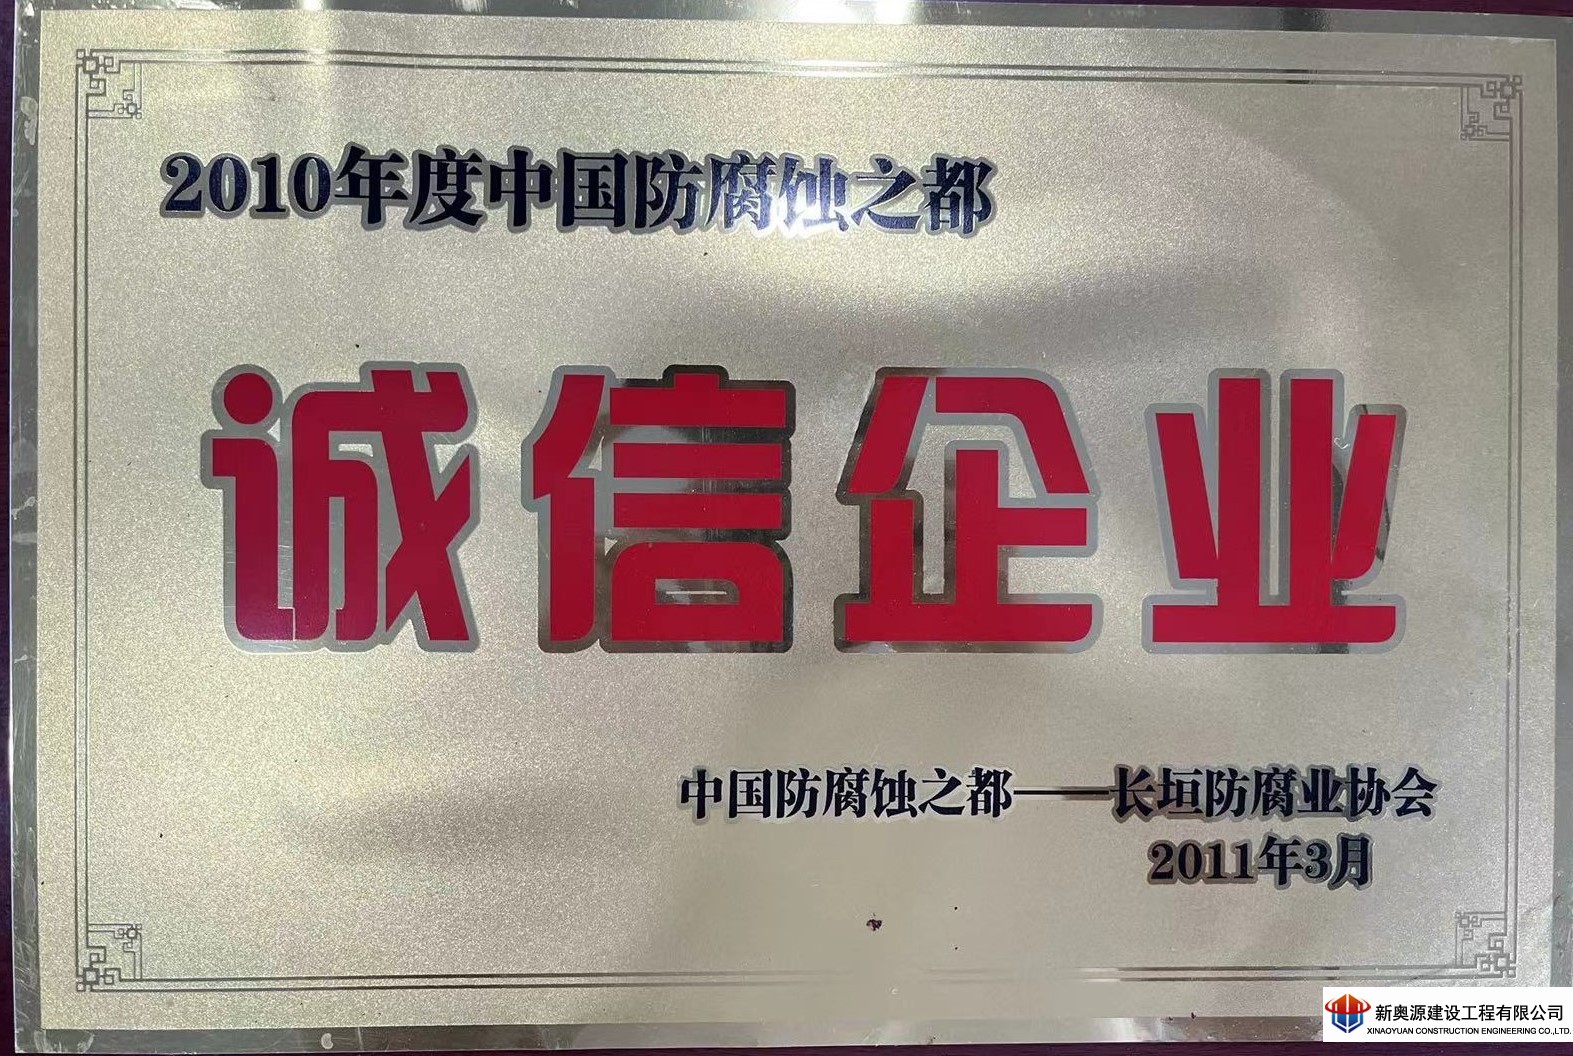 2010年度中国防腐蚀之都
诚信企业
中国防腐蚀之都——长垣防腐业协会
2011年3月
新奥源建设工程有限公司
XINAOYUAN CONSTRUCTION ENGINEERING CO.,LTD.